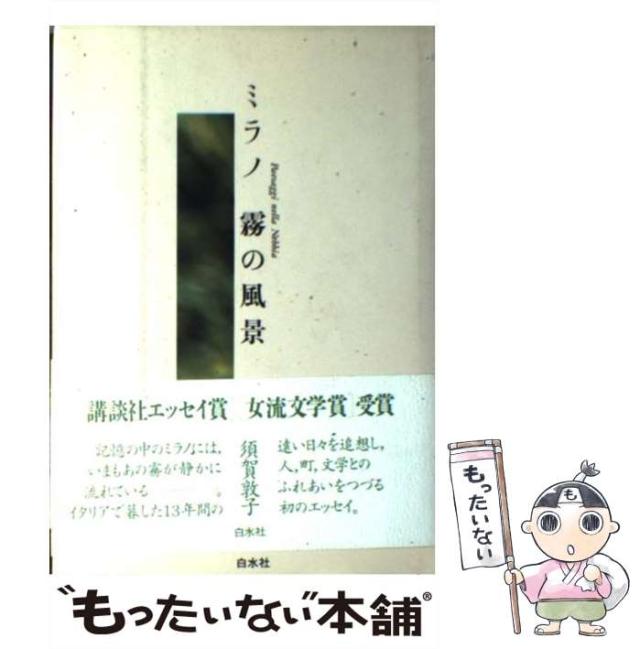 ミラノ 霧の風景
Paesaggi nella Nebbia
講談社エッセイ賞 女流文学賞 受賞
遠い日々を追想し、
人、町、文学との
ふれあいをつづる
初のエッセイ。
須賀敦子
記憶の中のミラノには、
いまもあの霧が静かに
流れている
。
イタリアで暮した13年間の
白水社
白水社
もったいない
も
"もったいない"本舗®